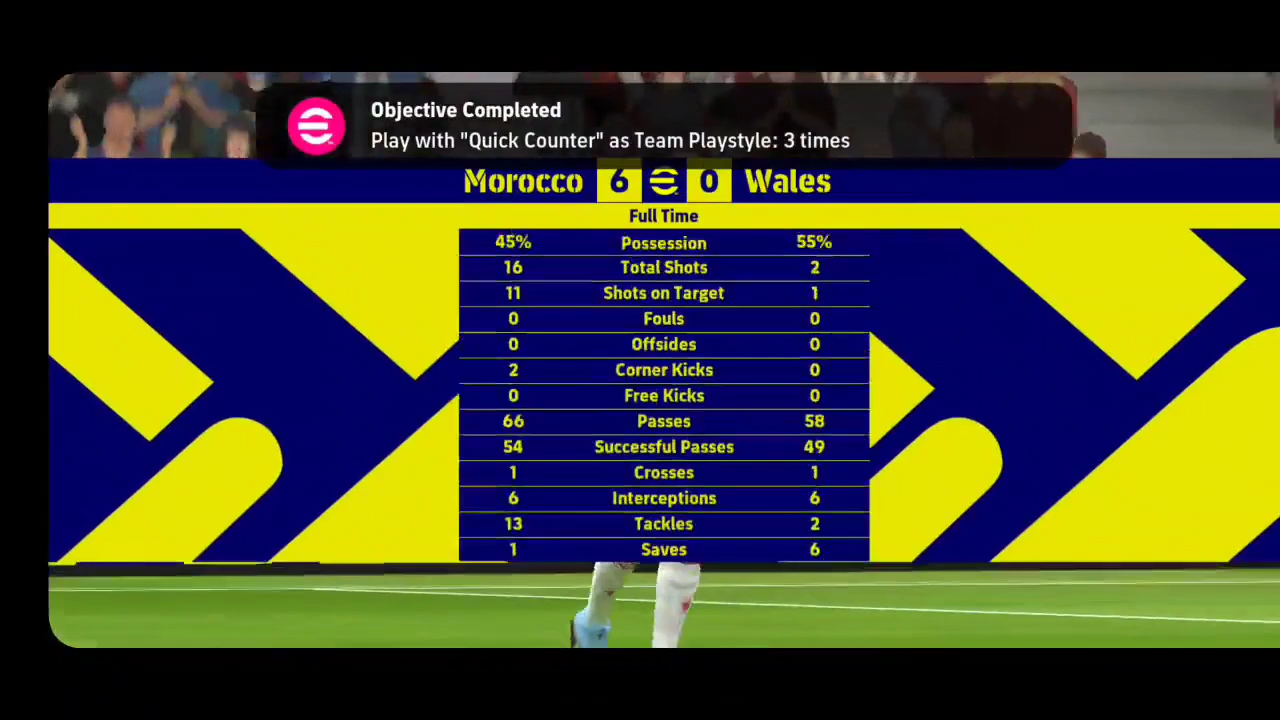 Objective Completed
Play with "Quick Counter" as Team Playstyle: 3 times
Morocco 6 0 Wales
Full Time
45% Possession 55%
16 Total Shots 2
11 Shots on Target 1
0 Fouls 0
0 Offsides 0
2 Corner Kicks 0
0 Free Kicks 0
66 Passes 58
54 Successful Passes 49
1 Crosses 1
6 Interceptions 6
13 Tackles 2
1 Saves 6